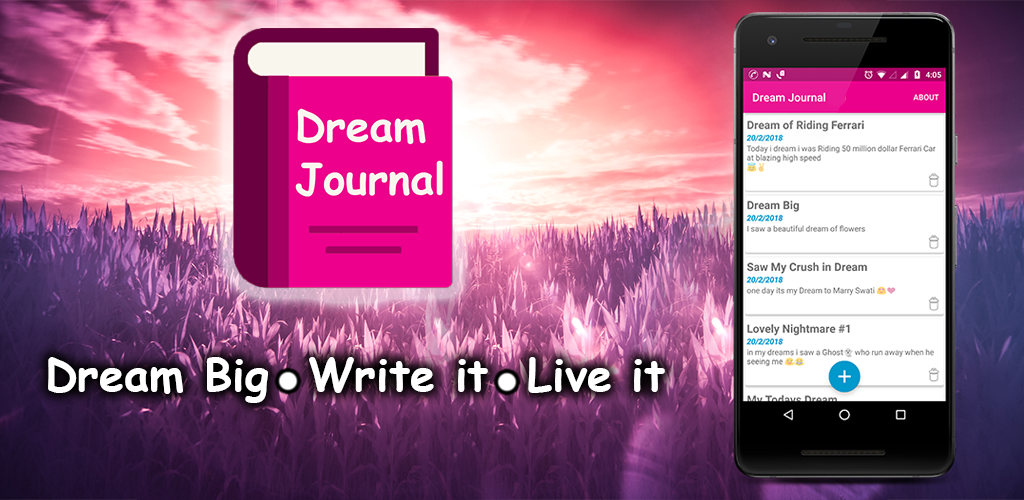 Dream
Journal
Dream Big • Write it • Live it
4:05
Dream Journal ABOUT
Dream of Riding Ferrari
20/2/2018
Today i dream i was Riding 50 million dollar Ferrari Car
at blazing high speed
😇✌
Dream Big
20/2/2018
I saw a beautiful dream of flowers
Saw My Crush in Dream
20/2/2018
one day its my Dream to Marry Swati 🤗💖
Lovely Nightmare #1
20/2/2018
in my dreams i saw a Ghost👻 who run away when he
seeing me 🤗😂
+
My Todays Dream